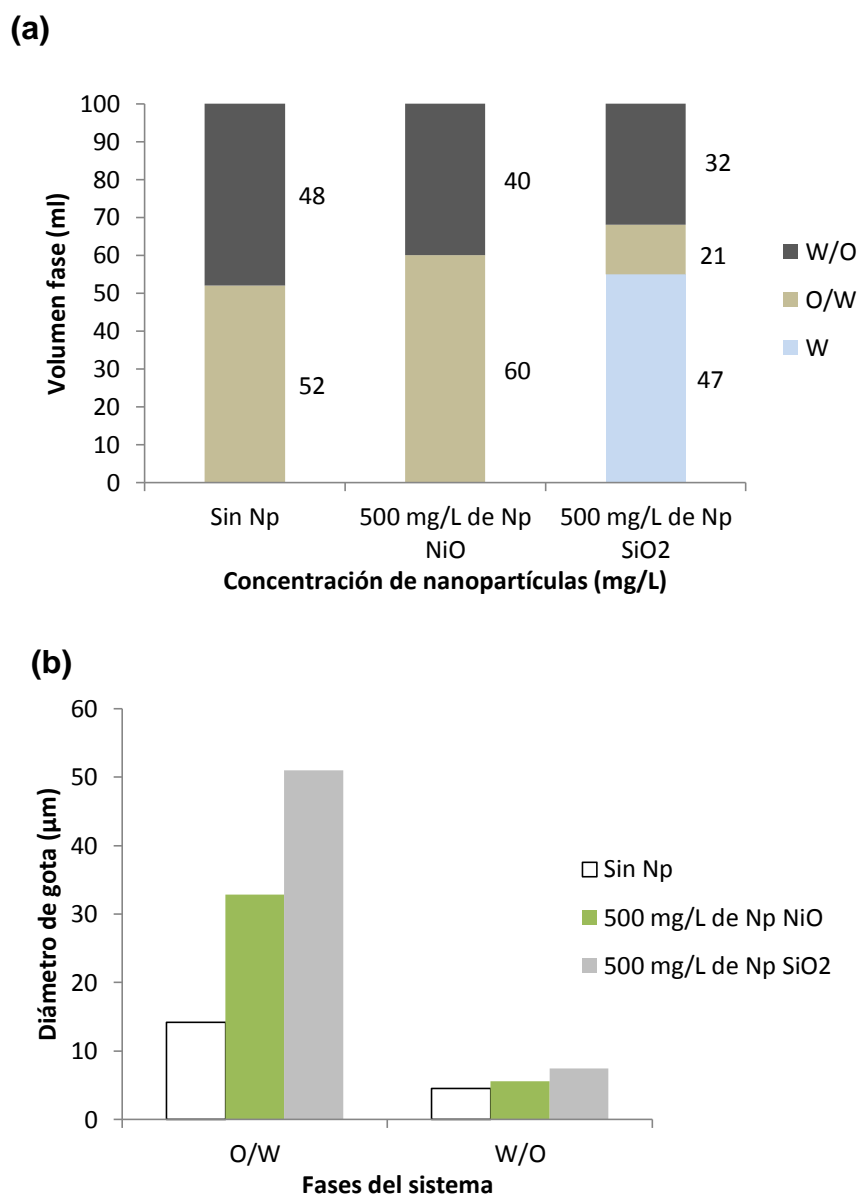 (a)
Volumen fase (ml)
100
90
80
70
60
50
40
30
20
10
0
48
52
40
60
32
21
47
W/O
O/W
W
Sin Np
500 mg/L de Np
NiO
500 mg/L de Np
SiO2
Concentración de nanopartículas (mg/L)
(b)
Diámetro de gota (µm)
60
50
40
30
20
10
0
Sin Np
500 mg/L de Np NiO
500 mg/L de Np SiO2
O/W
W/O
Fases del sistema